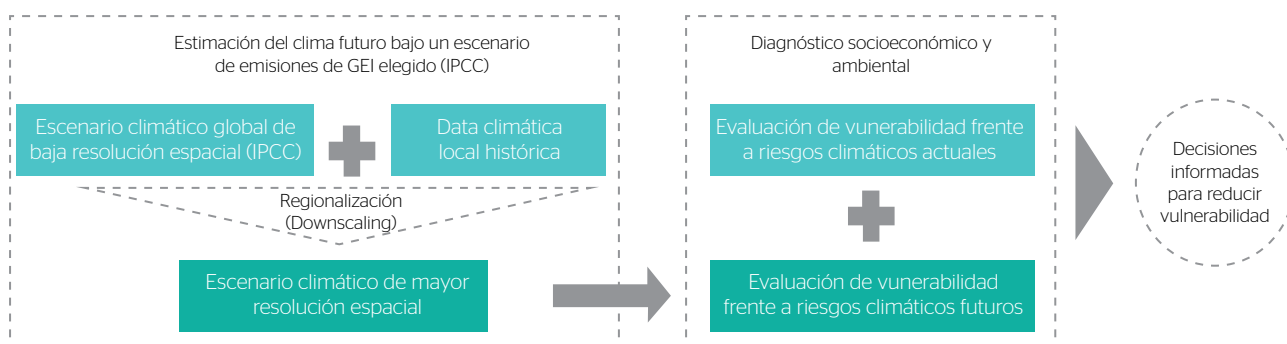 Estimación del clima futuro bajo un escenario
de emisiones de GEI elegido (IPCC)
Escenario climático global de
baja resolución espacial (IPCC)
Data climática
local histórica
Regionalización
(Downscaling)
Escenario climático de mayor
resolución espacial
Diagnóstico socioeconómico y
ambiental
Evaluación de vunerabilidad frente
a riesgos climáticos actuales
Evaluación de vunerabilidad
frente a riesgos climáticos futuros
Decisiones
informadas
para reducir
vulnerabilidad